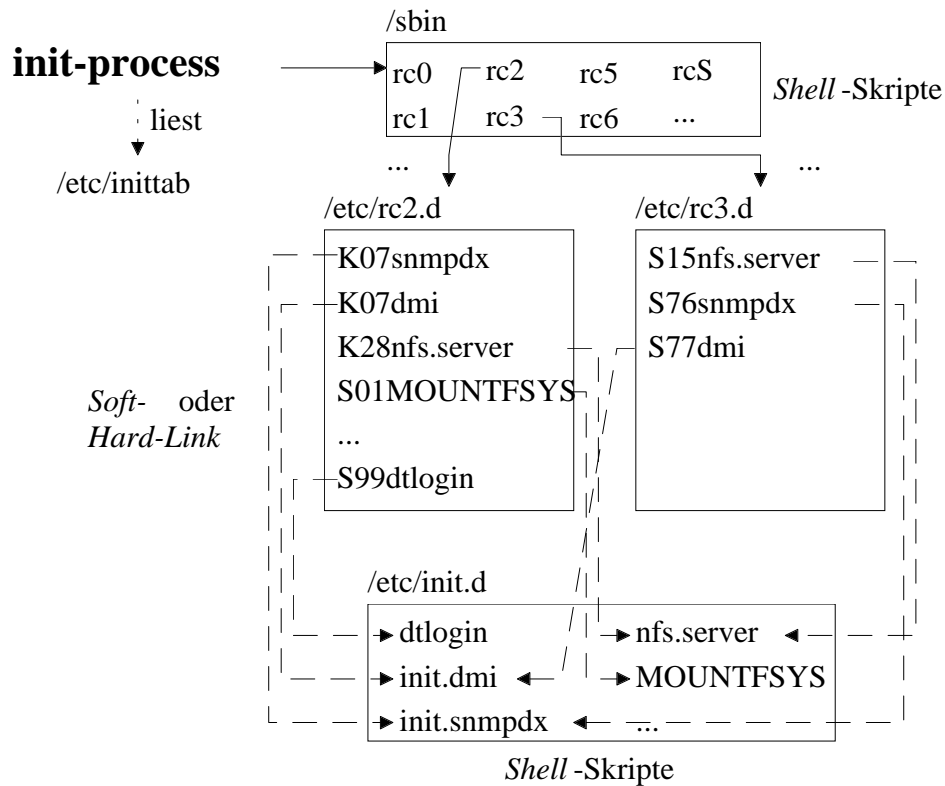 /sbin
init-process
rc0 rc2 rc5 rcS
Shell -Skripte
rc1 rc3 rc6 ...
liest
... ...
/etc/inittab
/etc/rc2.d /etc/rc3.d
K07snmpdx S15nfs.server
K07dmi S76snmpdx
K28nfs.server S77dmi
S01MOUNTFSYS
Soft- oder
...
Hard-Link
S99dtlogin
/etc/init.d
dtlogin nfs.server
init.dmi MOUNTFSYS
init.snmpdx ...
Shell -Skripte